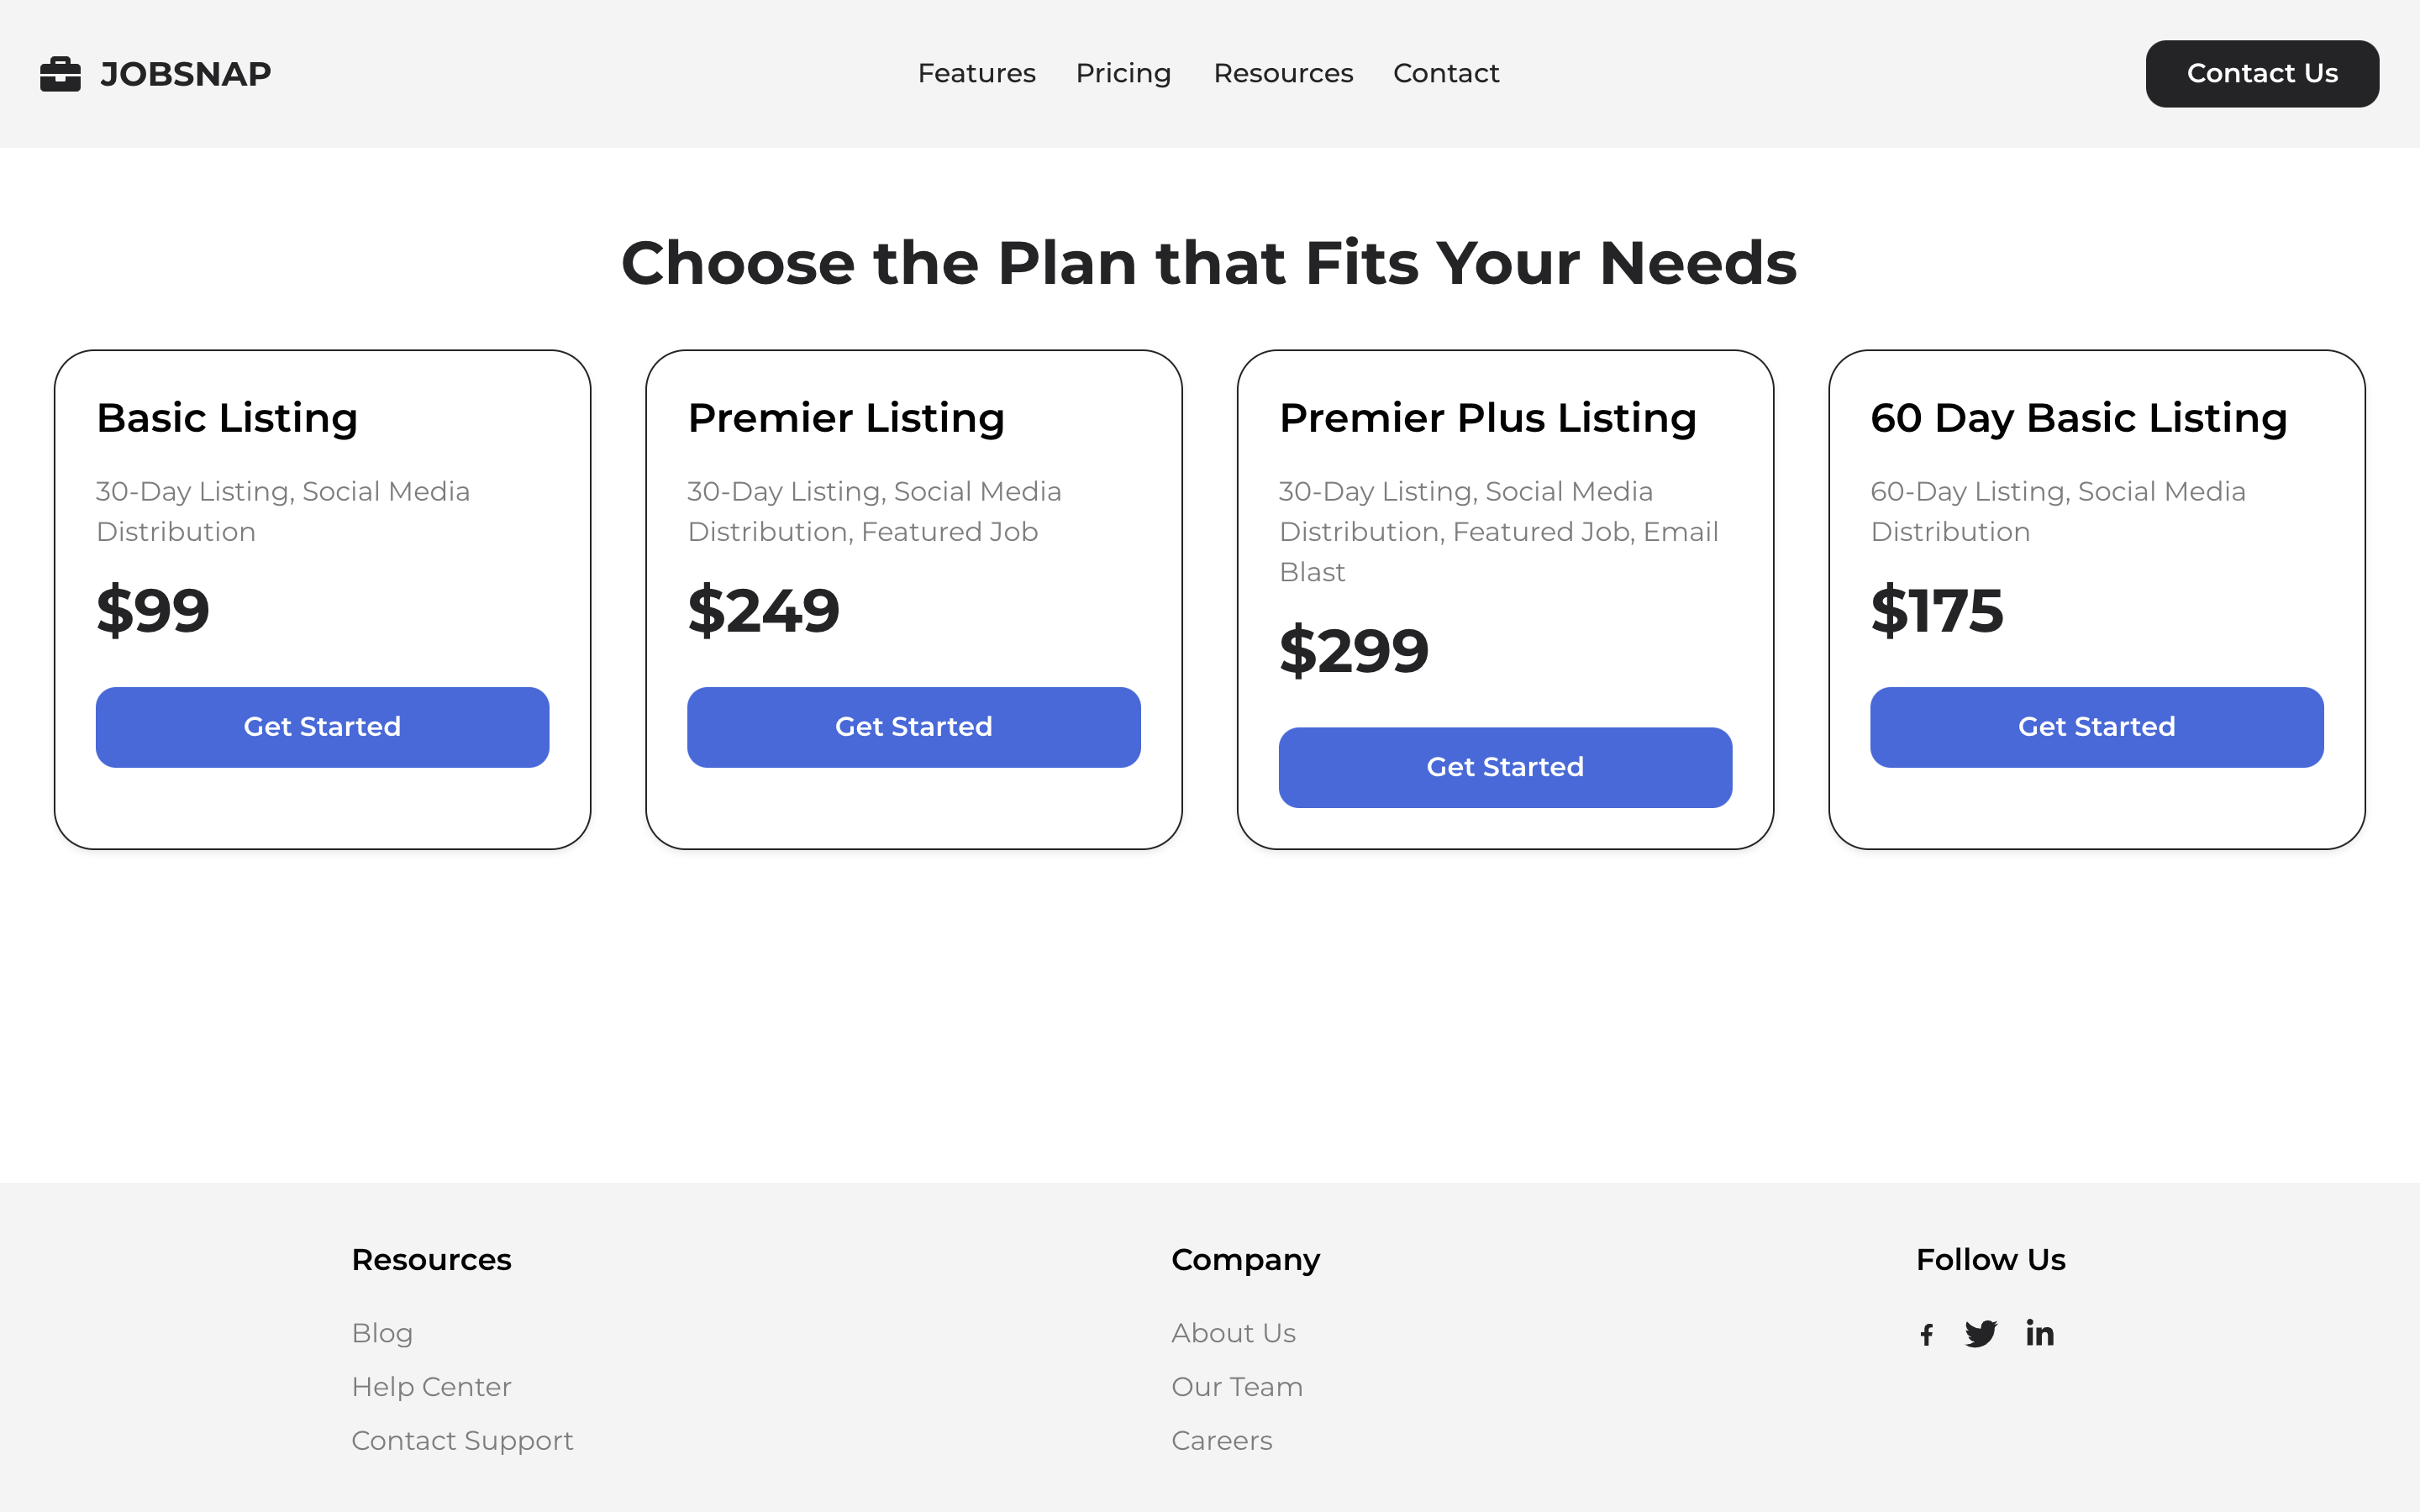 JOBSNAP
Features Pricing Resources Contact
Contact Us
Choose the Plan that Fits Your Needs
Basic Listing
30-Day Listing, Social Media
Distribution
$99
Get Started
Premier Listing
30-Day Listing, Social Media
Distribution, Featured Job
$249
Get Started
Premier Plus Listing
30-Day Listing, Social Media
Distribution, Featured Job, Email
Blast
$299
Get Started
60 Day Basic Listing
60-Day Listing, Social Media
Distribution
$175
Get Started
Resources
Blog
Help Center
Contact Support
Company
About Us
Our Team
Careers
Follow Us